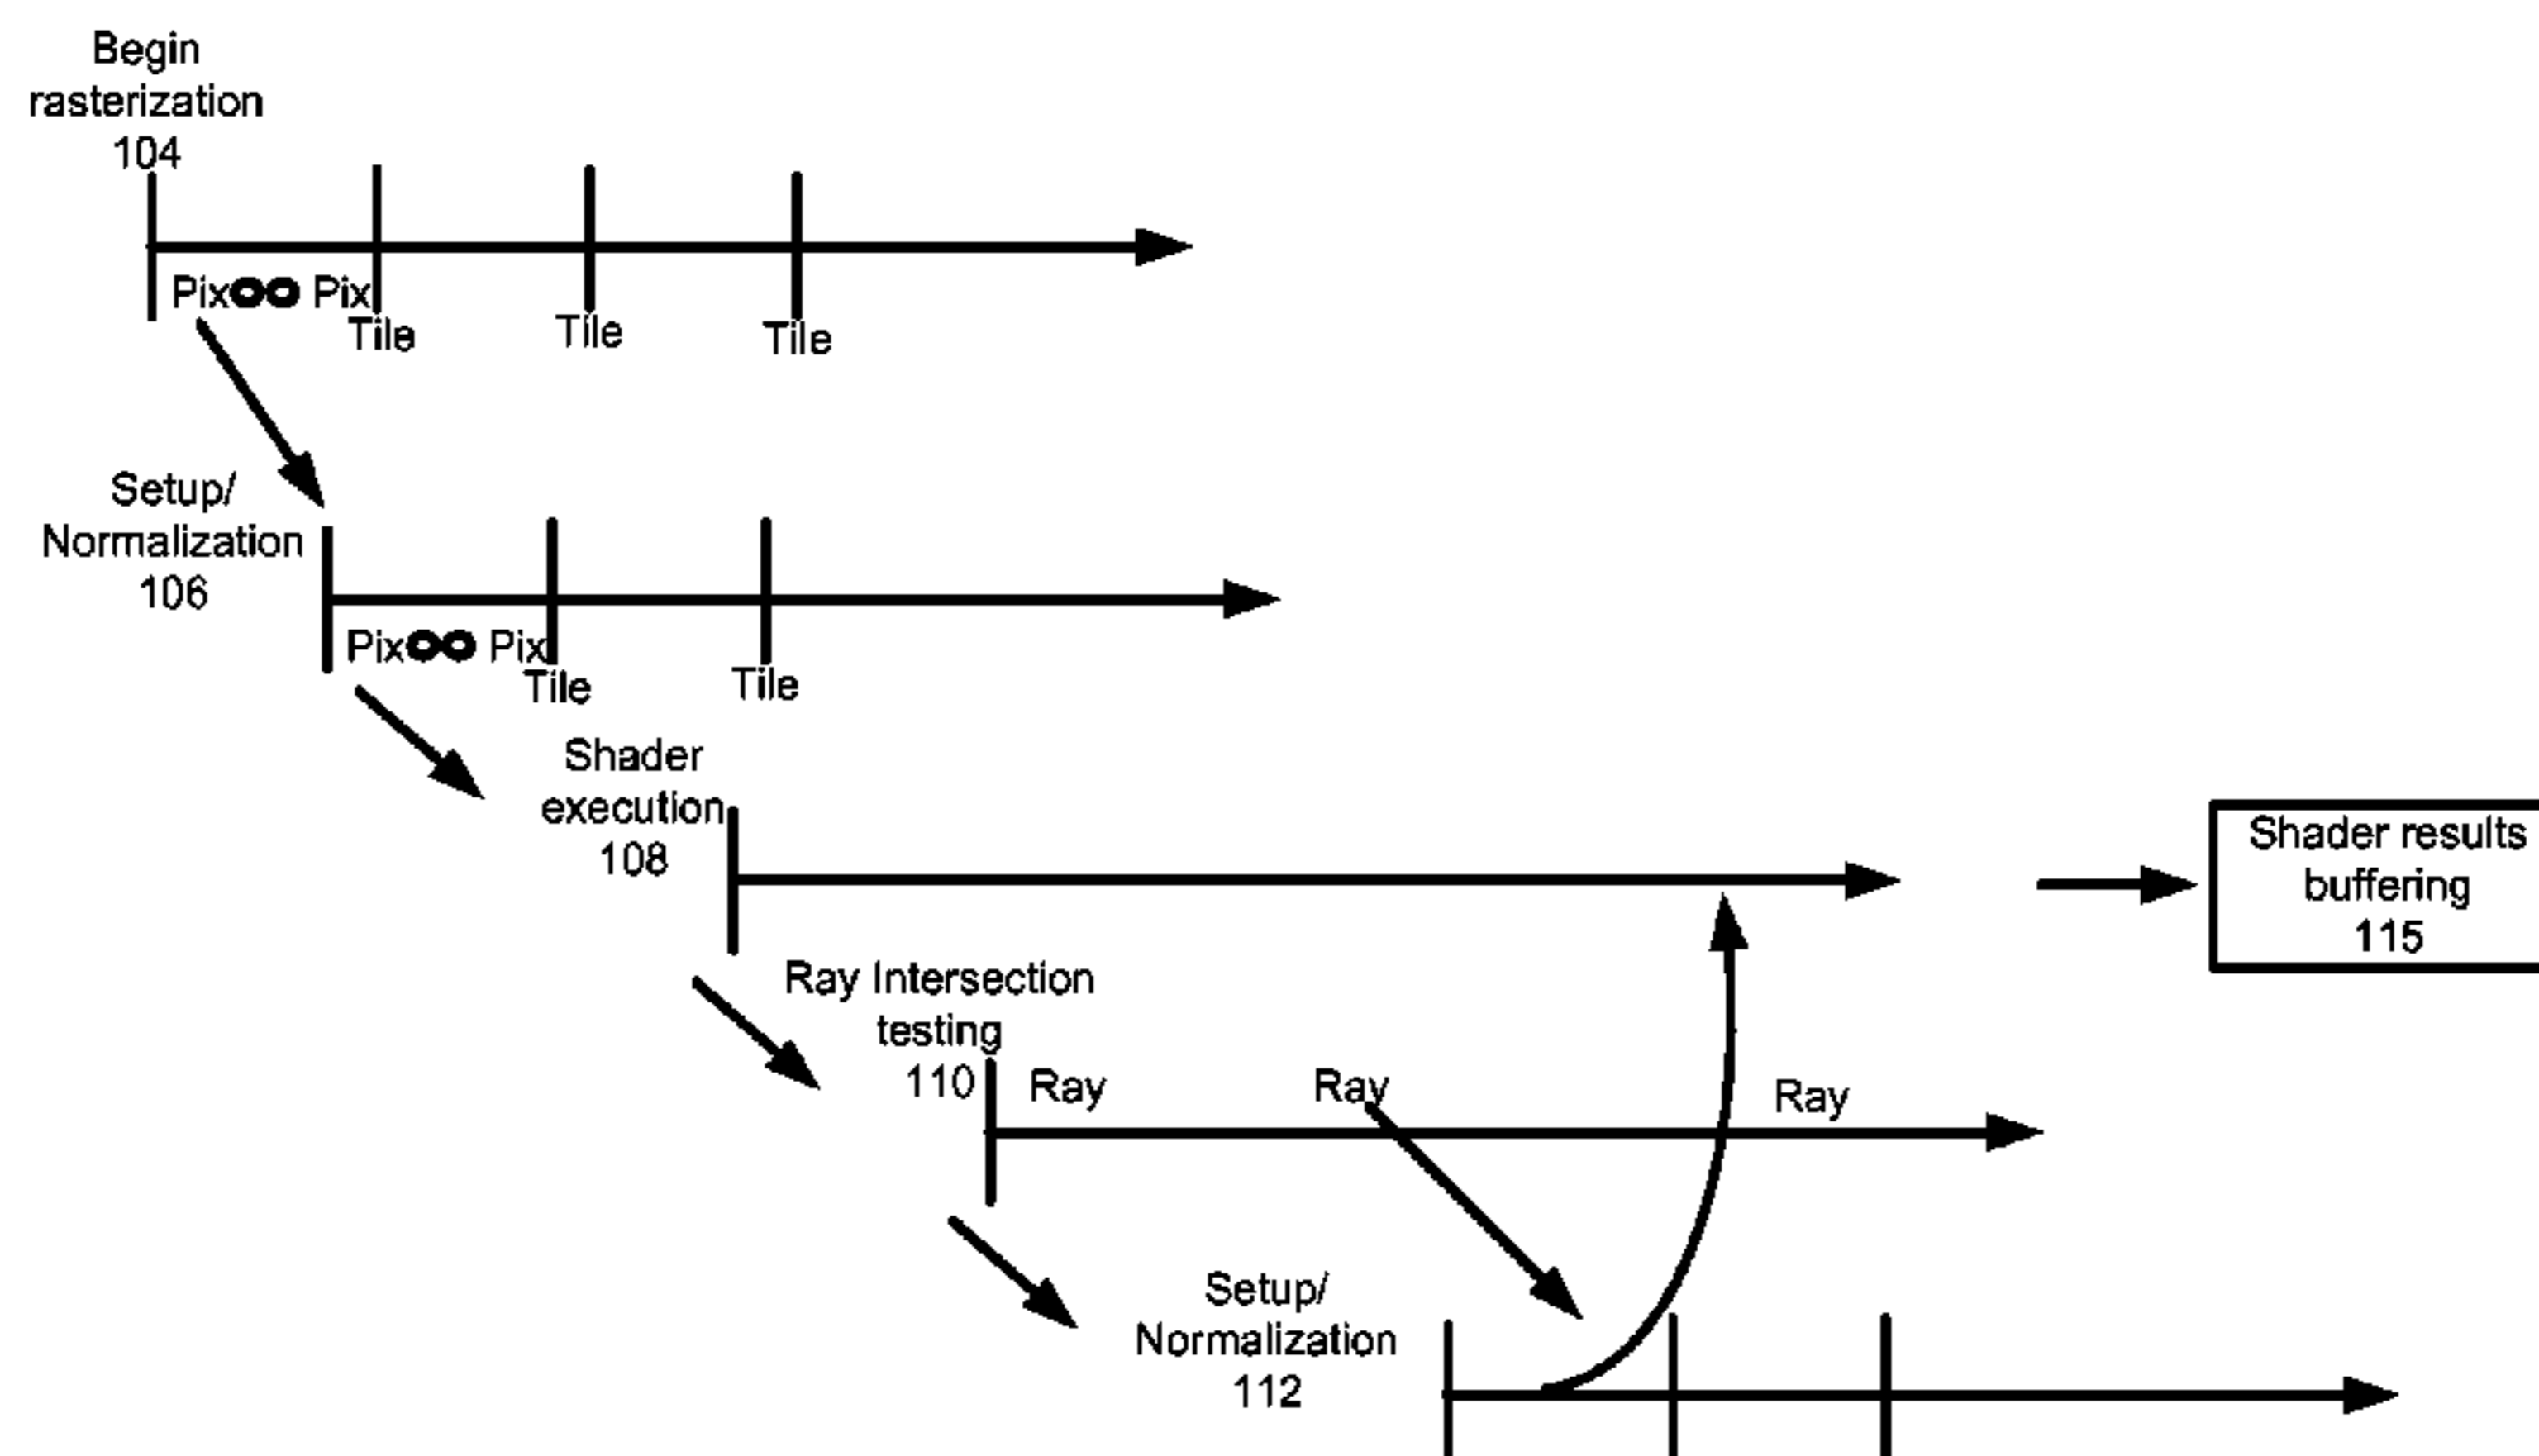 Begin
rasterization
104
Pix Pix
Tile
Tile
Tile
Setup/
Normalization
106
Pix Pix
Tile
Tile
Shader
execution
108
Shader results
buffering
115
Ray Intersection
testing
110
Ray
Ray
Ray
Setup/
Normalization
112